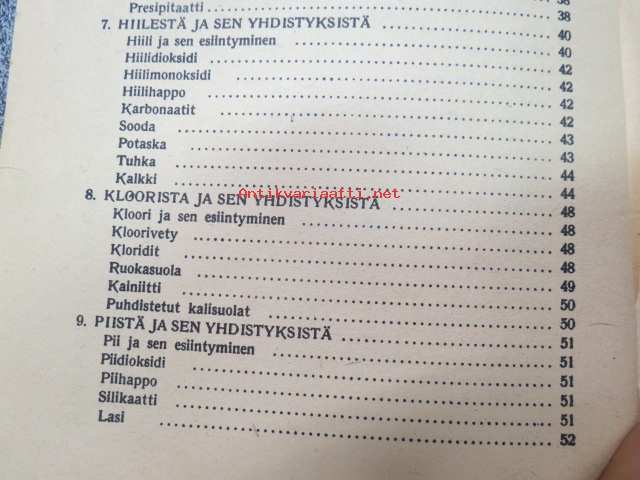 38
Presipitaatti ........ 38
7. HIILESTÄ JA SEN YHDISTYKSISTÄ ........ 40
Hiili ja sen esiintyminen ........ 40
Hiilidioksidi ........ 42
Hiilimonoksidi ........ 42
Hiilihappo ........ 42
Karbonaatit ........ 42
Sooda ........ 43
Potaska ........ 43
Tuhka ........ 44
Kalkki ........ 44
Antikvariaatti.net
8. KLOORISTA JA SEN YHDISTYKSISTÄ ........ 48
Kloori ja sen esiintyminen ........ 48
Kloorivety ........ 48
Kloridit ........ 48
Ruokasuola ........ 49
Kainiitti ........ 50
Puhdistetut kalisuolat ........ 50
9. PIISTÄ JA SEN YHDISTYKSISTÄ ........ 51
Pii ja sen esiintyminen ........ 51
Piidioksidi ........ 51
Piihappo ........ 51
Silikaatti ........ 51
Lasi ........ 52